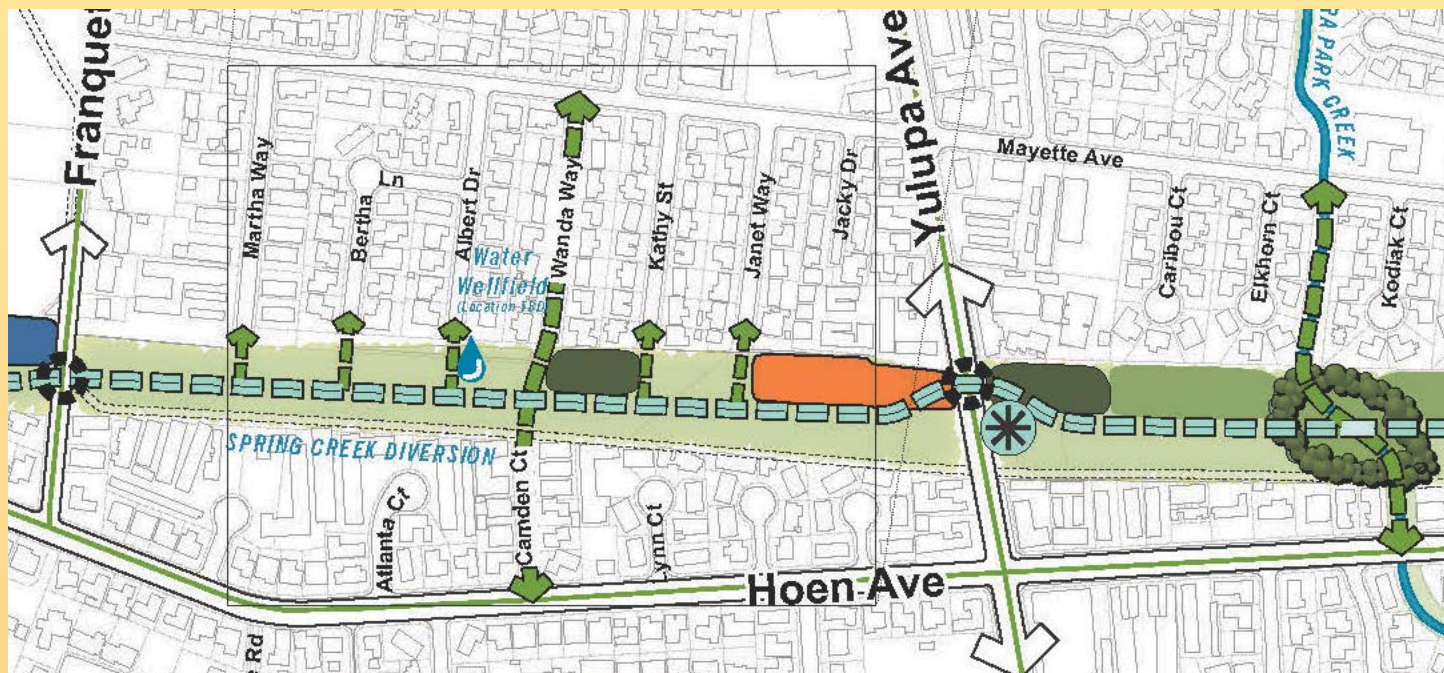 Franquet
Martha Way
Bertha
Ln
Albert Dr
Wanda Way
Kathy St
Janet Way
Jacky Dr
Yulupa Ave
Mayette Ave
Caribou Ct
Elkhorn Ct
Kodiak Ct
PA PARK CREEK
Water
Wellfield
(Location TBD)
SPRING CREEK DIVERSION
Atlanta Ct
Camden Ct
Lynn Ct
Hoen Ave
e Rd